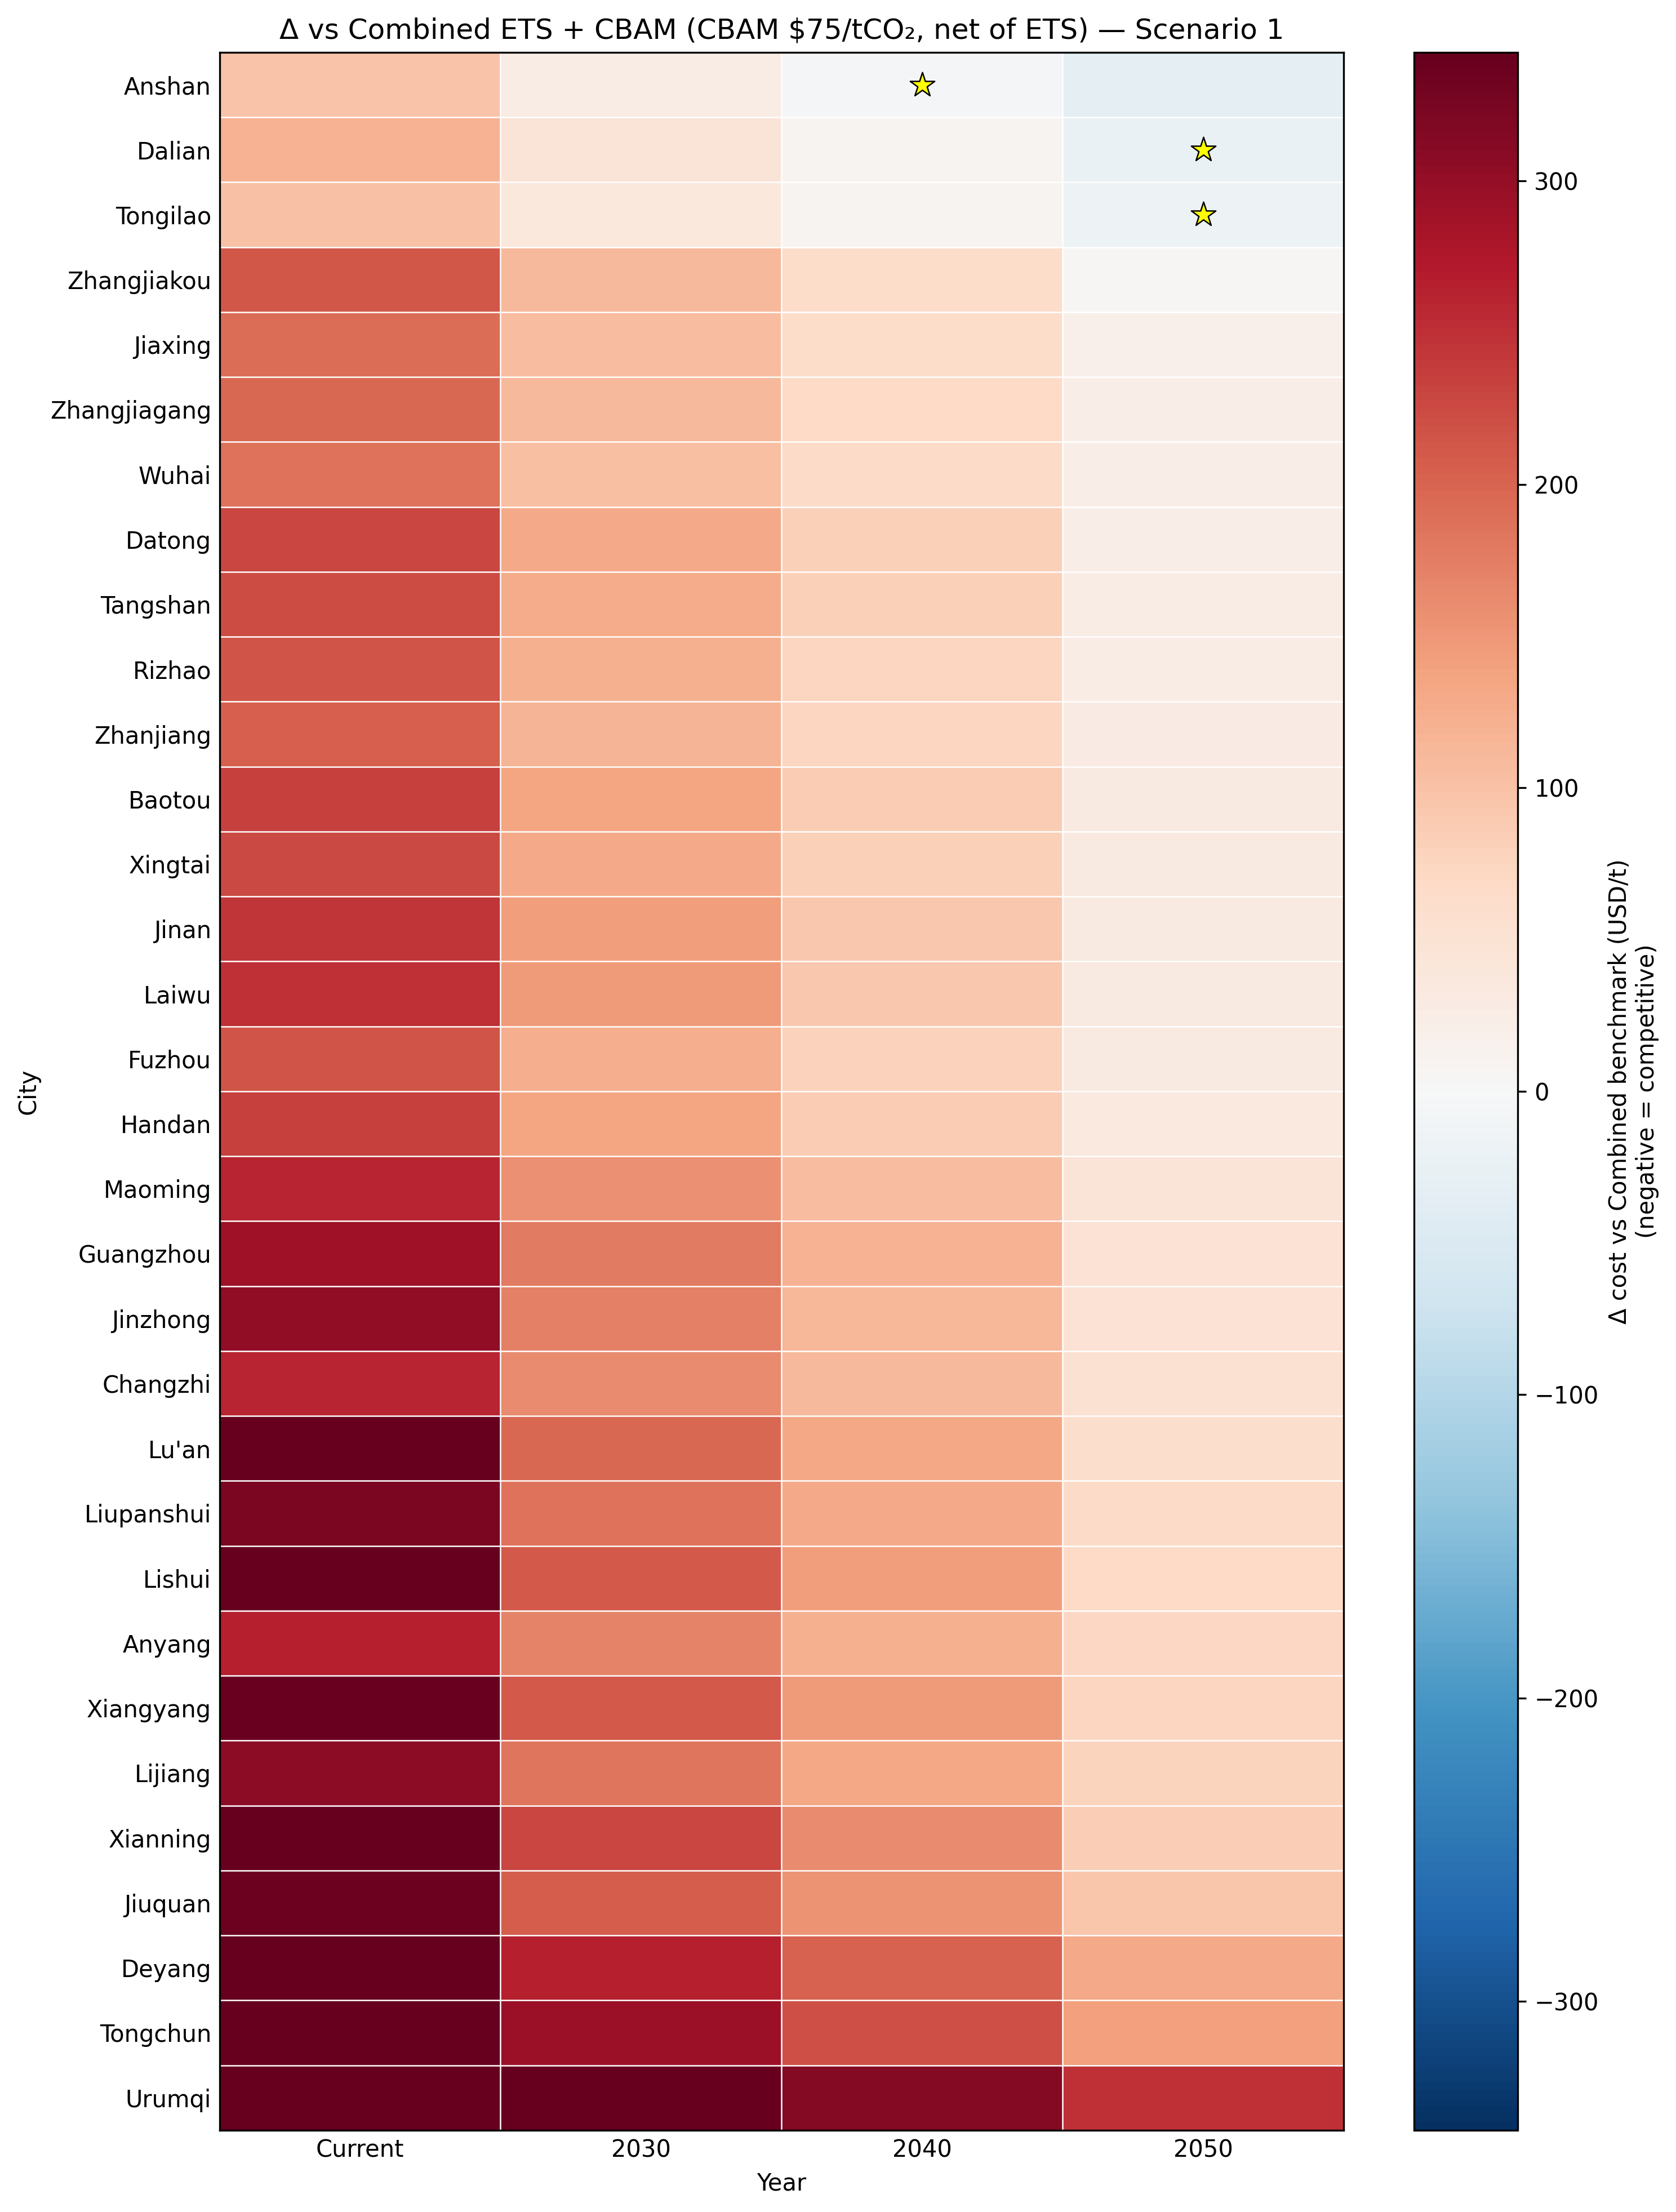 Δ vs Combined ETS + CBAM (CBAM $75/tCO₂, net of ETS) — Scenario 1
Anshan
Dalian
Tongilao
Zhangjiakou
Jiaxing
Zhangjiagang
Wuhai
Datong
Tangshan
Rizhao
Zhanjiang
Baotou
Xingtai
Jinan
Laiwu
Fuzhou
Handan
Maoming
Guangzhou
Jinzhong
Changzhi
Lu'an
Liupanshui
Lishui
Anyang
Xiangyang
Lijiang
Xianning
Jiuquan
Deyang
Tongchun
Urumqi
City
Current
2030
2040
2050
Year
300
200
100
0
−100
−200
−300
Δ cost vs Combined benchmark (USD/t)
(negative = competitive)